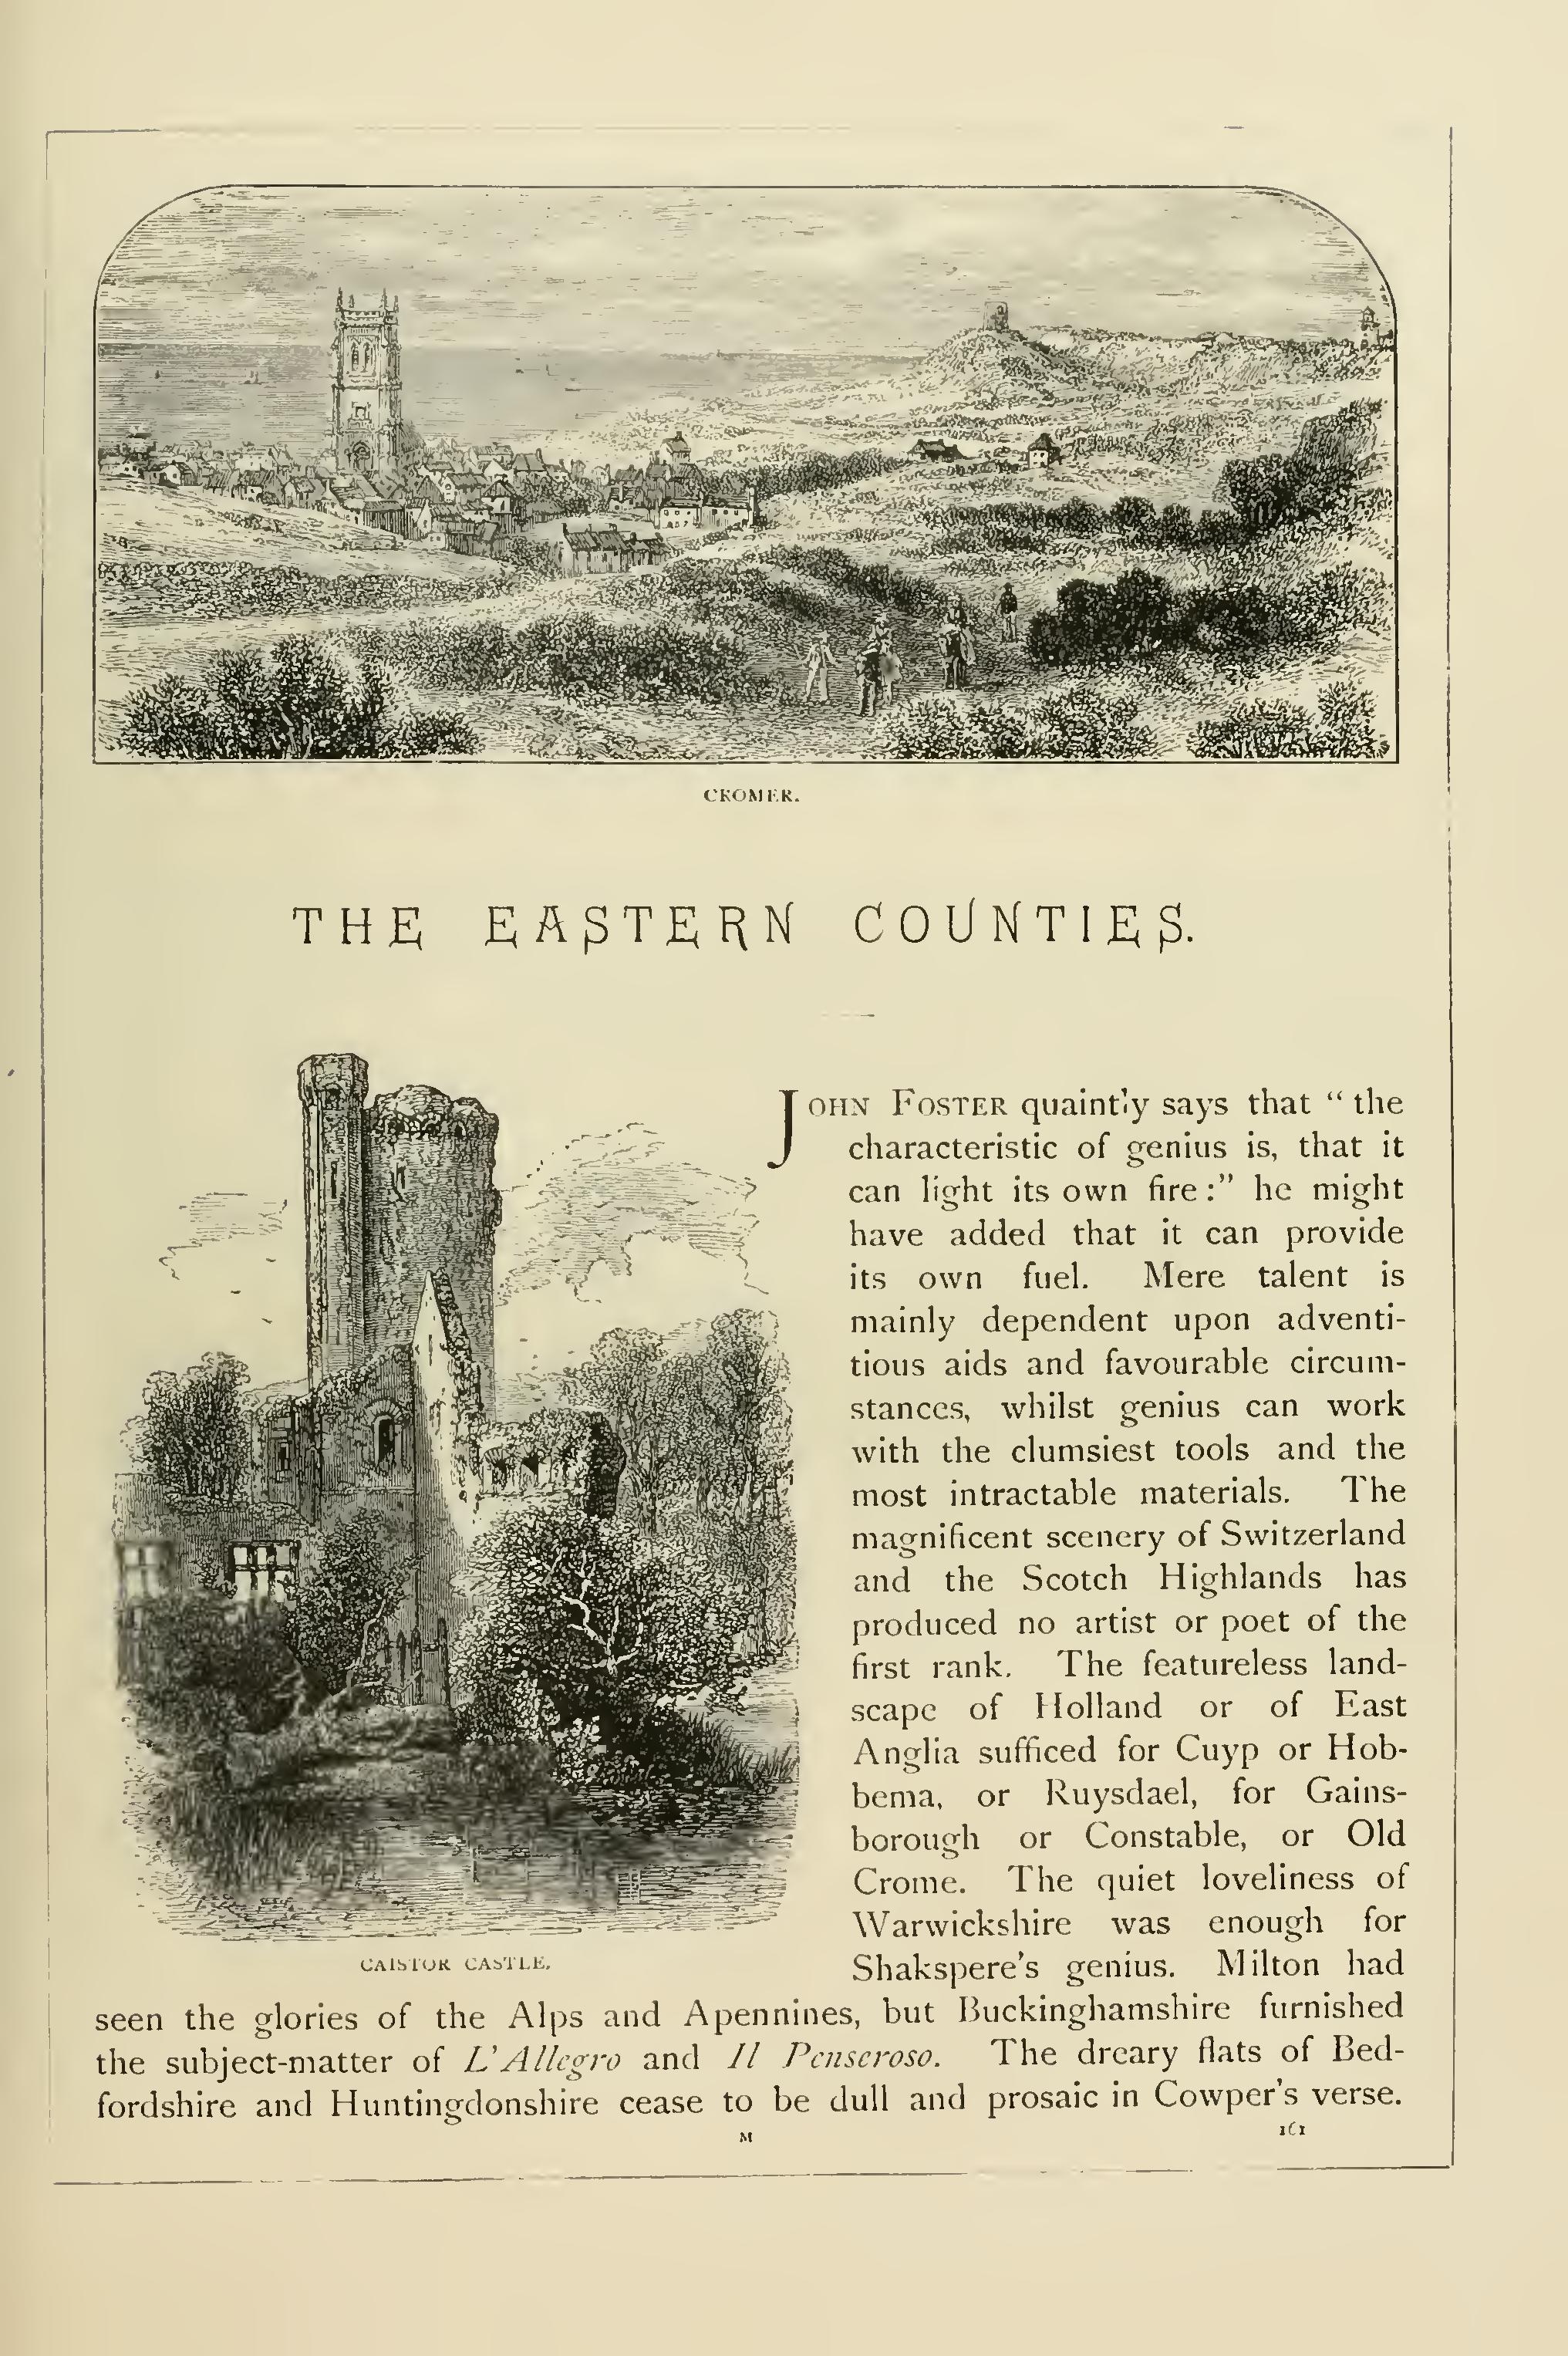 CROMER.
THE EASTERN COUNTIES.
JOHN FOSTER quaintly says that “ the
characteristic of genius is, that it
can light its own fire :” he might
have added that it can provide
its own fuel. Mere talent is
mainly dependent upon adventi-
tious aids and favourable circum-
stances, whilst genius can work
with the clumsiest tools and the
most intractable materials. The
magnificent scenery of Switzerland
and the Scotch Highlands has
produced no artist or poet of the
first rank. The featureless land-
scape of Holland or of East
Anglia sufficed for Cuyp or Hob-
bema, or Ruysdael, for Gains-
borough or Constable, or Old
Crome. The quiet loveliness of
Warwickshire was enough for
Shakspere’s genius. Milton had
CAISTOR CASTLE.
seen the glories of the Alps and Apennines, but Buckinghamshire furnished
the subject-matter of L’Allegro and Il Penseroso. The dreary flats of Bed-
fordshire and Huntingdonshire cease to be dull and prosaic in Cowper’s verse.
M
161